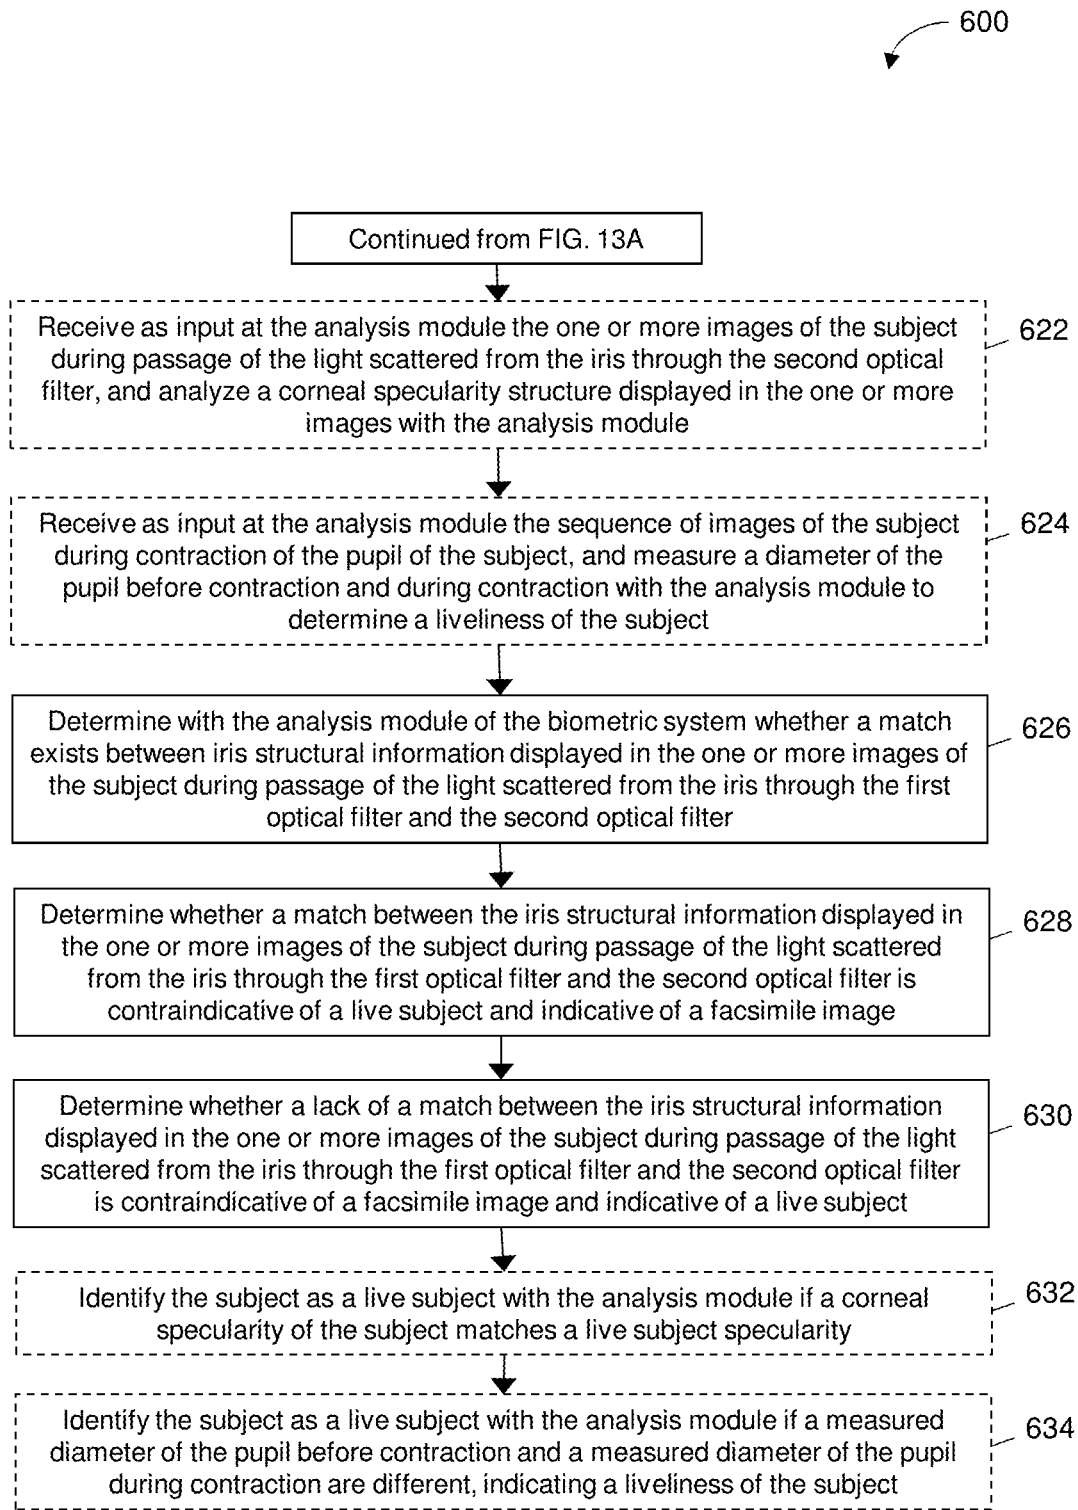 600
Continued from FIG. 13A
Receive as input at the analysis module the one or more images of the subject
during passage of the light scattered from the iris through the second optical
filter, and analyze a corneal specularity structure displayed in the one or more
images with the analysis module
622
Receive as input at the analysis module the sequence of images of the subject
during contraction of the pupil of the subject, and measure a diameter of the
pupil before contraction and during contraction with the analysis module to
determine a liveliness of the subject
624
Determine with the analysis module of the biometric system whether a match
exists between iris structural information displayed in the one or more images of
the subject during passage of the light scattered from the iris through the first
optical filter and the second optical filter
626
Determine whether a match between the iris structural information displayed in
the one or more images of the subject during passage of the light scattered
from the iris through the first optical filter and the second optical filter is
contraindicative of a live subject and indicative of a facsimile image
628
Determine whether a lack of a match between the iris structural information
displayed in the one or more images of the subject during passage of the light
scattered from the iris through the first optical filter and the second optical filter
is contraindicative of a facsimile image and indicative of a live subject
630
Identify the subject as a live subject with the analysis module if a corneal
specularity of the subject matches a live subject specularity
632
Identify the subject as a live subject with the analysis module if a measured
diameter of the pupil before contraction and a measured diameter of the pupil
during contraction are different, indicating a liveliness of the subject
634